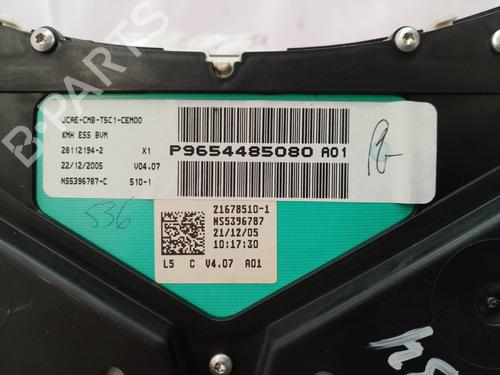 JCAE-CMB-T5C1-CEM00
KMH ESS BVM
28112194-2 X1
22/12/2005 V04.07
NS5396787-C 510-1
P9654485080 A01
536
21678510-1
NS5396787
21/12/05
10:17:30
L5 C V4.07 A01
B-PARTS